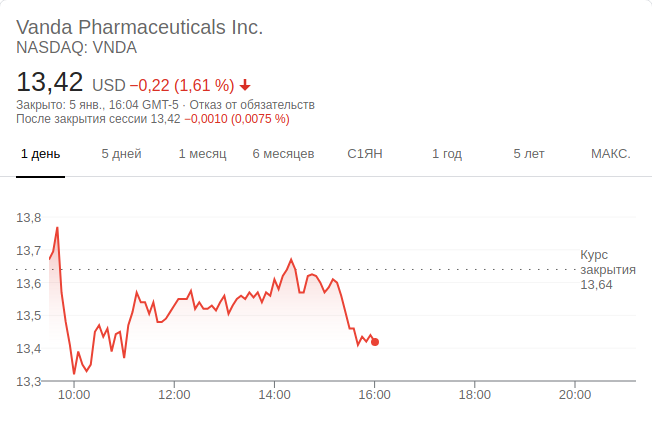 Vanda Pharmaceuticals Inc.
NASDAQ: VNDA
13,42 USD −0,22 (1,61 %)
Закрыто: 5 янв., 16:04 GMT-5 · Отказ от обязательств
После закрытия сессии 13,42 −0,0010 (0,0075 %)
1 день 5 дней 1 месяц 6 месяцев С1ЯН 1 год 5 лет МАКС.
13,8
13,7
Курс
закрытия
13,64
13,6
13,5
13,4
13,3
10:00 12:00 14:00 16:00 18:00 20:00